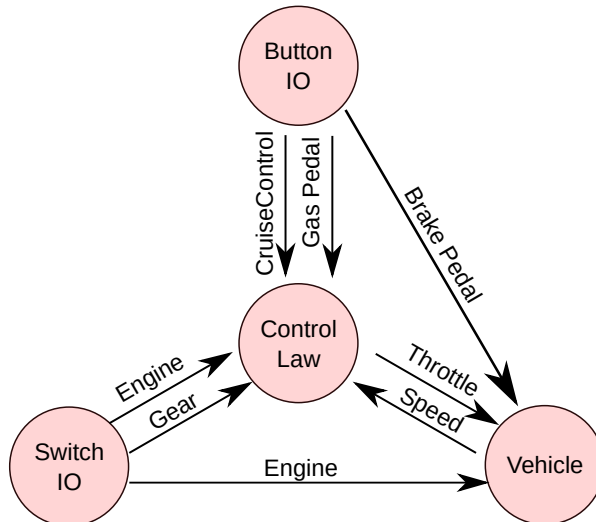 Button
IO
CruiseControl
Gas Pedal
Brake Pedal
Control
Law
Engine
Gear
Throttle
Speed
Switch
IO
Engine
Vehicle